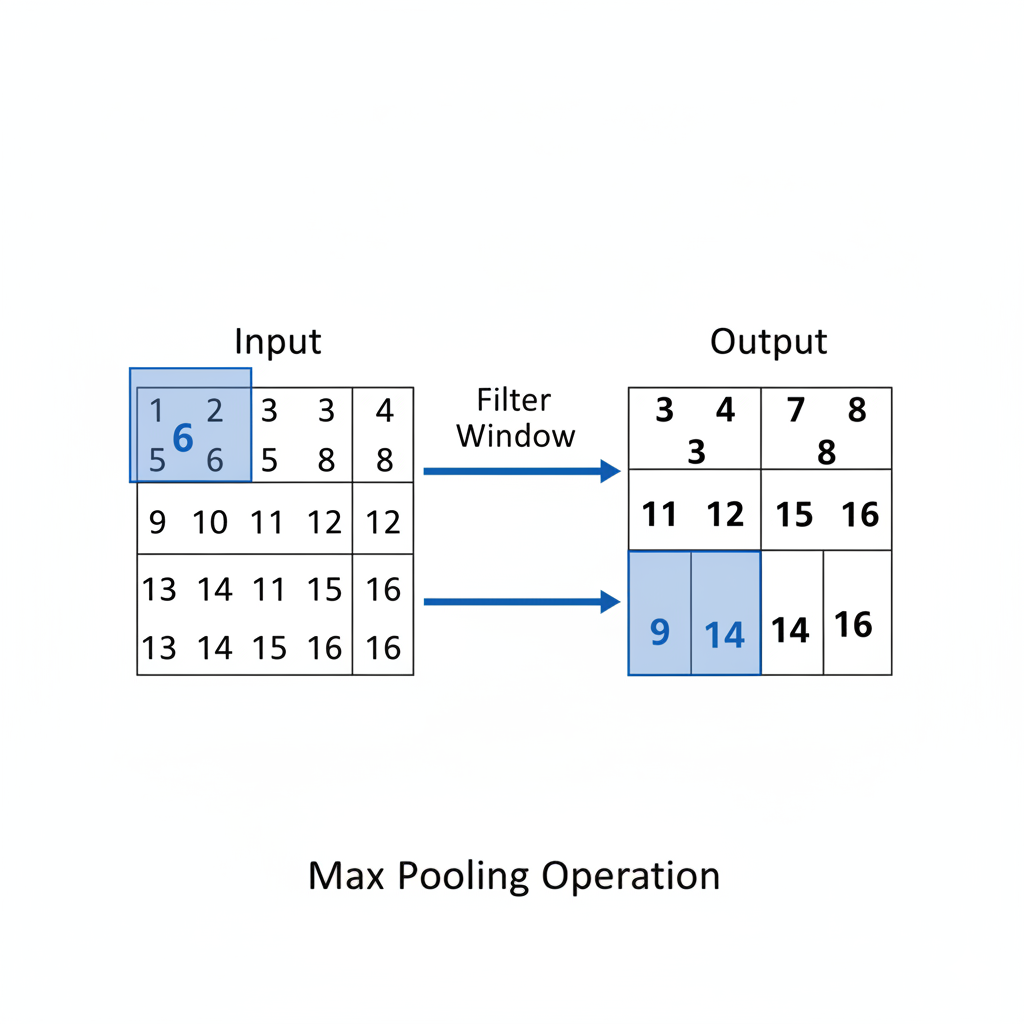 Input
Output
Filter
Window
1 2 3 3 4
6
5 6 5 8 8
9 10 11 12 12
13 14 11 15 16
13 14 15 16 16
3 4 7 8
3 8
11 12 15 16
9 14 14 16
Max Pooling Operation